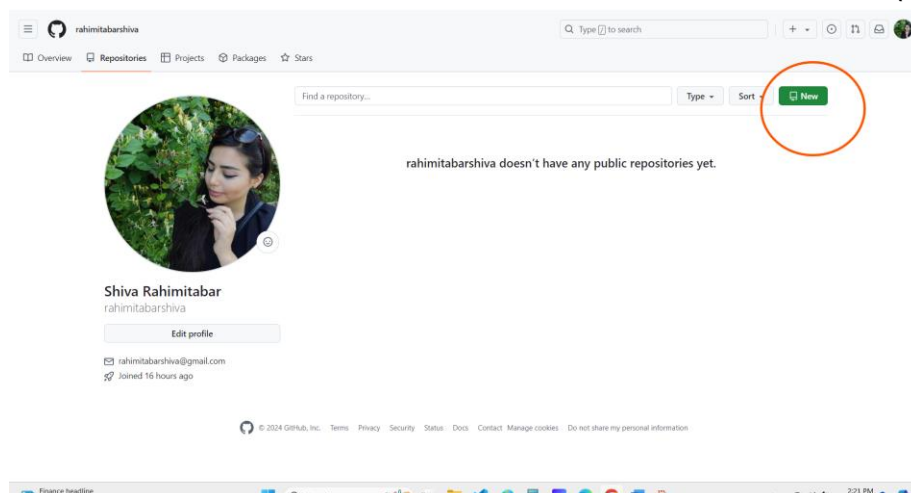 rahimitabarshiva
Type / to search
Overview Repositories Projects Packages Stars
Find a repository...
Type Sort New
rahimitabarshiva doesn't have any public repositories yet.
Shiva Rahimitabar
rahimitabarshiva
Edit profile
rahimitabarshiva@gmail.com
Joined 16 hours ago
© 2024 GitHub, Inc. Terms Privacy Security Status Docs Contact Manage cookies Do not share my personal information
Finance headline
2:21 PM